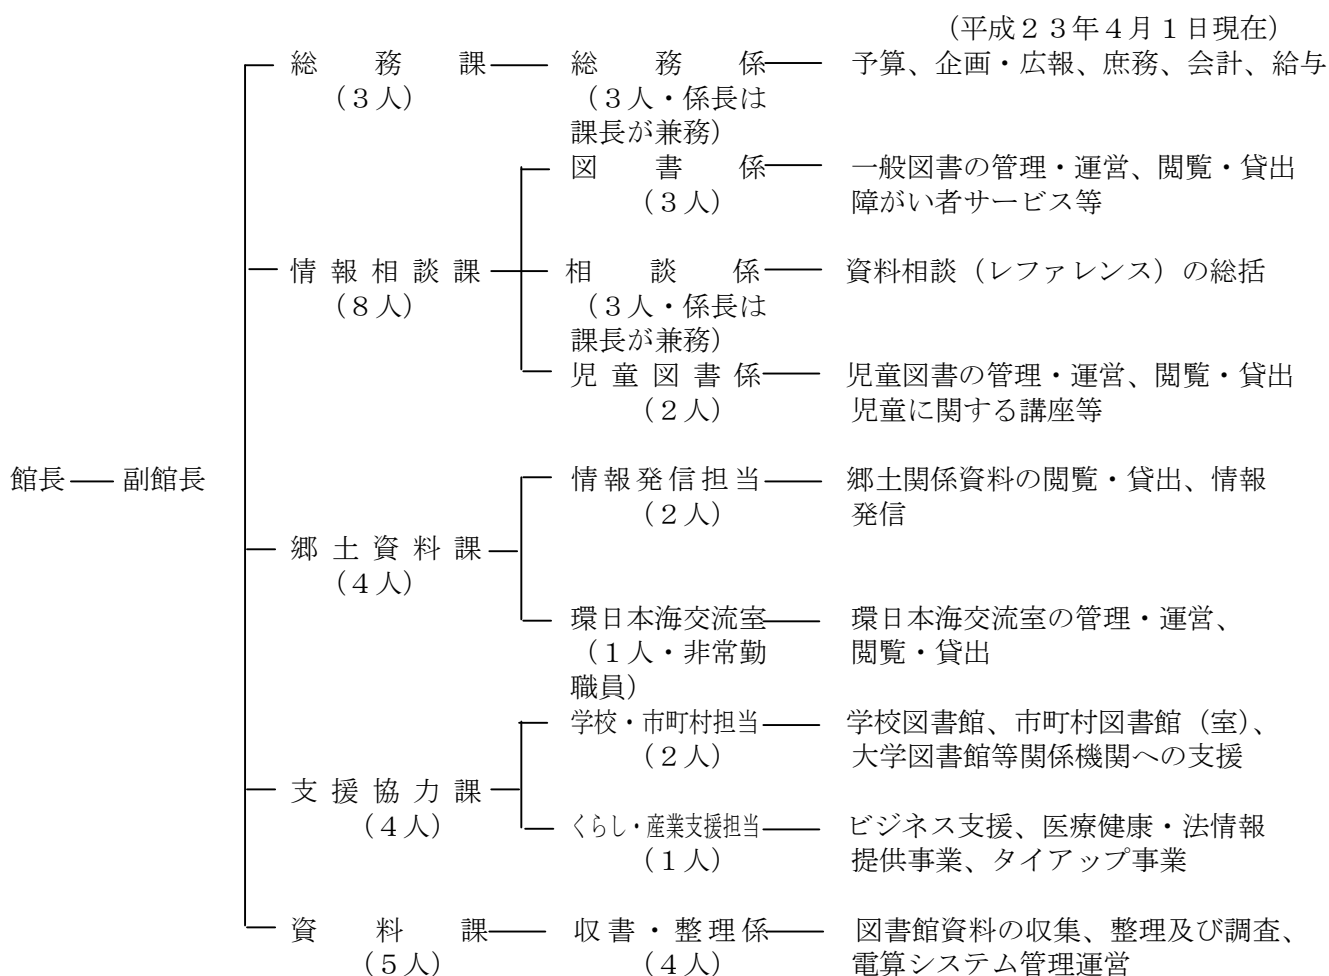 （平成２３年４月１日現在）
総務課 総務係 予算、企画・広報、庶務、会計、給与
（３人） （３人・係長は
課長が兼務）
図書係 一般図書の管理・運営、閲覧・貸出
（３人） 障がい者サービス等
情報相談課 相談係 資料相談（レファレンス）の総括
（８人） （３人・係長は
課長が兼務）
児童図書係 児童図書の管理・運営、閲覧・貸出
（２人） 児童に関する講座等
館長 副館長 情報発信担当 郷土関係資料の閲覧・貸出、情報
（２人） 発信
郷土資料課
（４人）
環日本海交流室 環日本海交流室の管理・運営、
（１人・非常勤 閲覧・貸出
職員）
学校・市町村担当 学校図書館、市町村図書館（室）、
（２人） 大学図書館等関係機関への支援
支援協力課
（４人） くらし・産業支援担当 ビジネス支援、医療健康・法情報
（１人） 提供事業、タイアップ事業
資料課 収書・整理係 図書館資料の収集、整理及び調査、
（５人） （４人） 電算システム管理運営